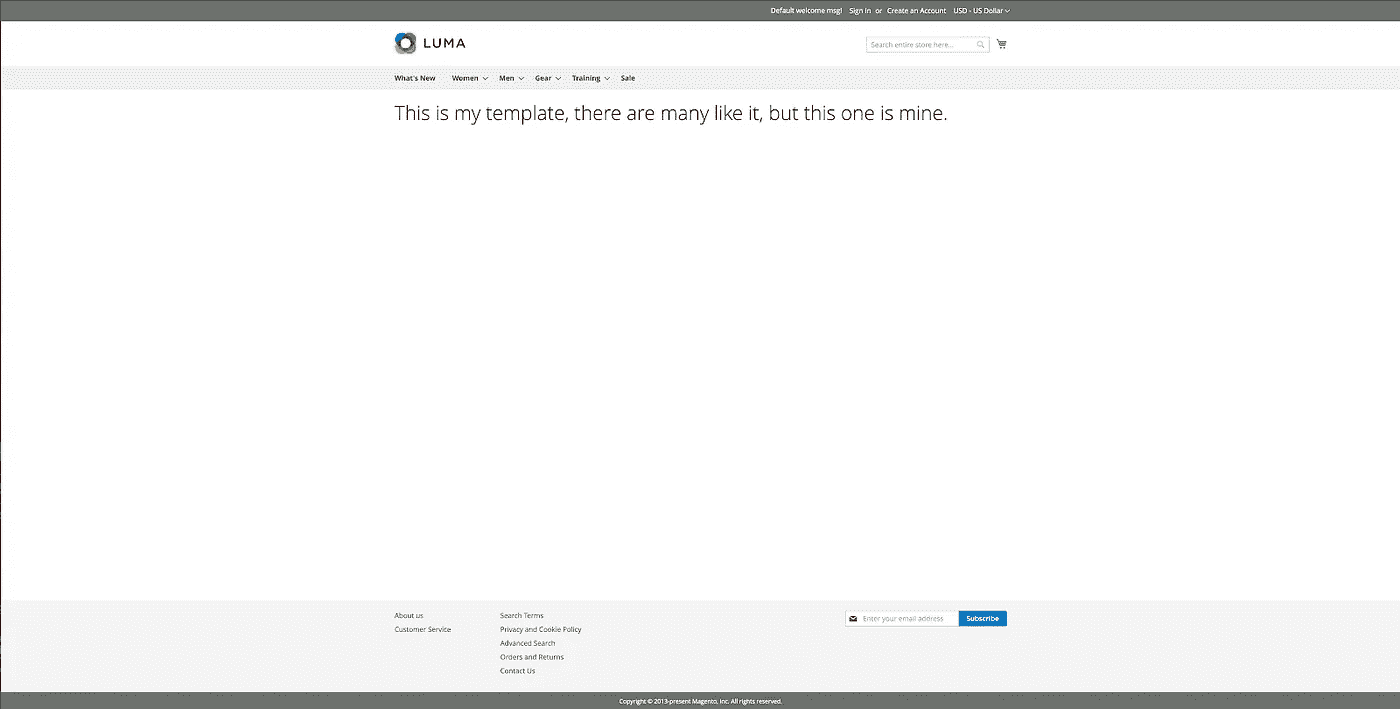 Default welcome msg! Sign In or Create an Account USD - US Dollar
LUMA
Search entire store here...
What's New Women Men Gear Training Sale
This is my template, there are many like it, but this one is mine.
About us
Customer Service
Search Terms
Privacy and Cookie Policy
Advanced Search
Orders and Returns
Contact Us
Enter your email address Subscribe
Copyright © 2013-present Magento, Inc. All rights reserved.